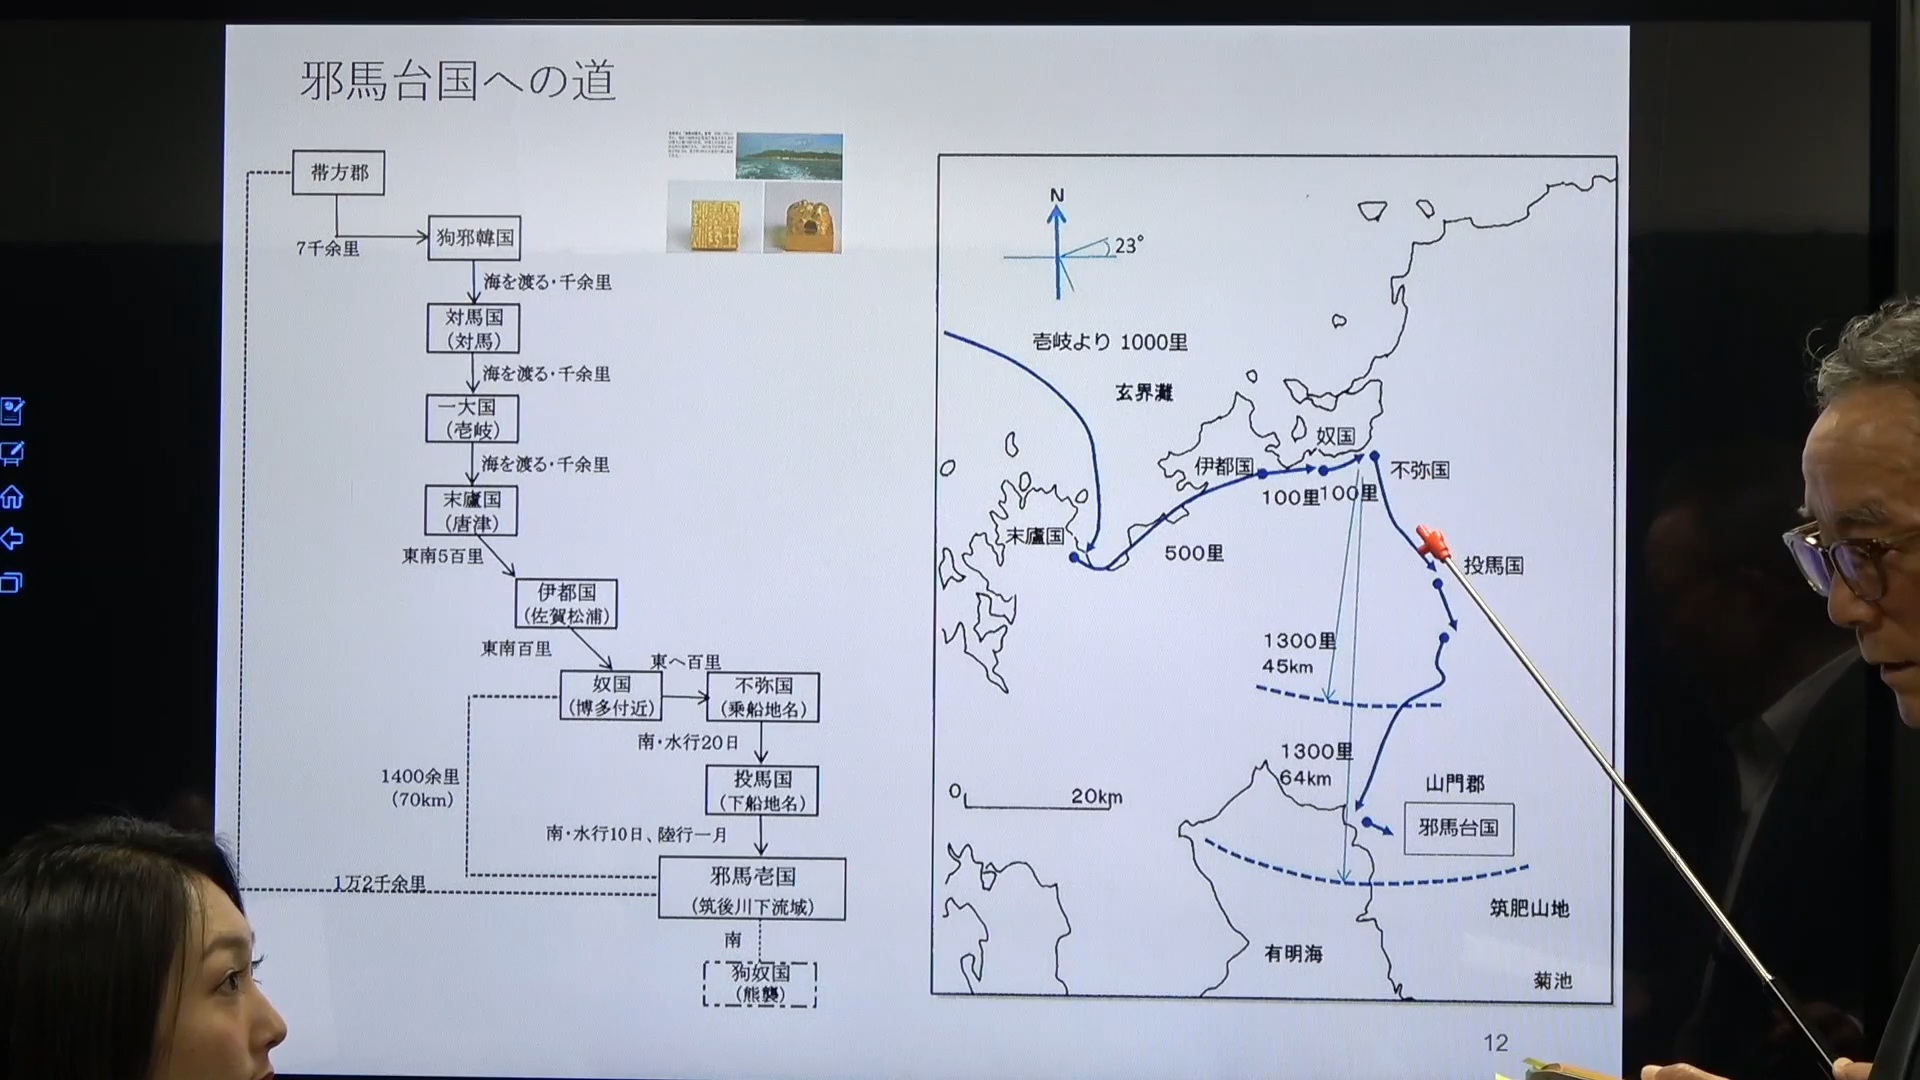 邪馬台国への道
帯方郡
7千余里
狗邪韓国
海を渡る・千余里
対馬国
(対馬)
海を渡る・千余里
一大国
(壱岐)
海を渡る・千余里
末廬国
(唐津)
東南5百里
伊都国
(佐賀松浦)
東南百里
奴国
(博多付近)
東へ百里
不弥国
(乗船地名)
南・水行20日
投馬国
(下船地名)
1400余里
(70km)
南・水行10日、陸行一月
邪馬壱国
(筑後川下流域)
1万2千余里
南
狗奴国
(熊襲)
N
23°
壱岐より 1000里
玄界灘
奴国
伊都国
不弥国
100里
100里
末廬国
500里
投馬国
1300里
45km
1300里
64km
0
20km
山門郡
邪馬台国
筑肥山地
有明海
菊池
12